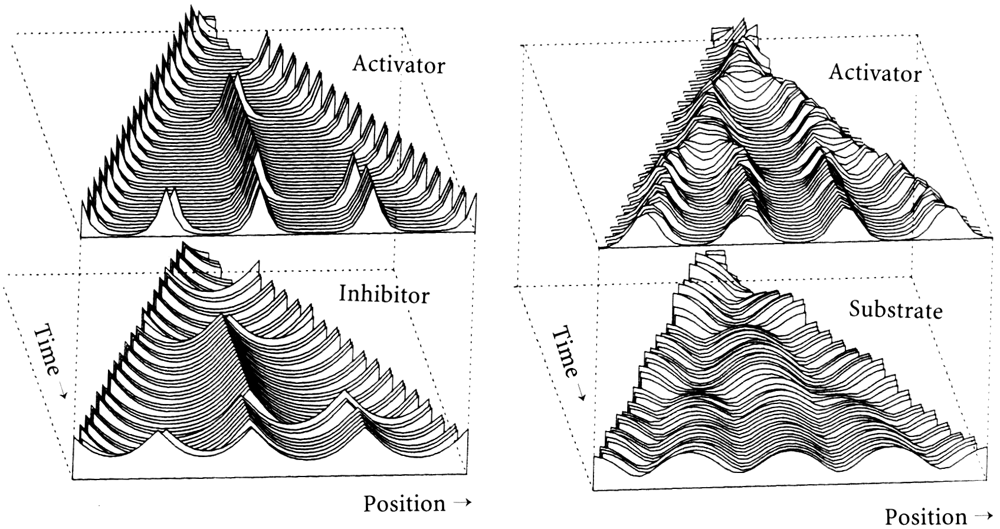 Activator
Activator
Inhibitor
Substrate
Time →
Time →
Position →
Position →